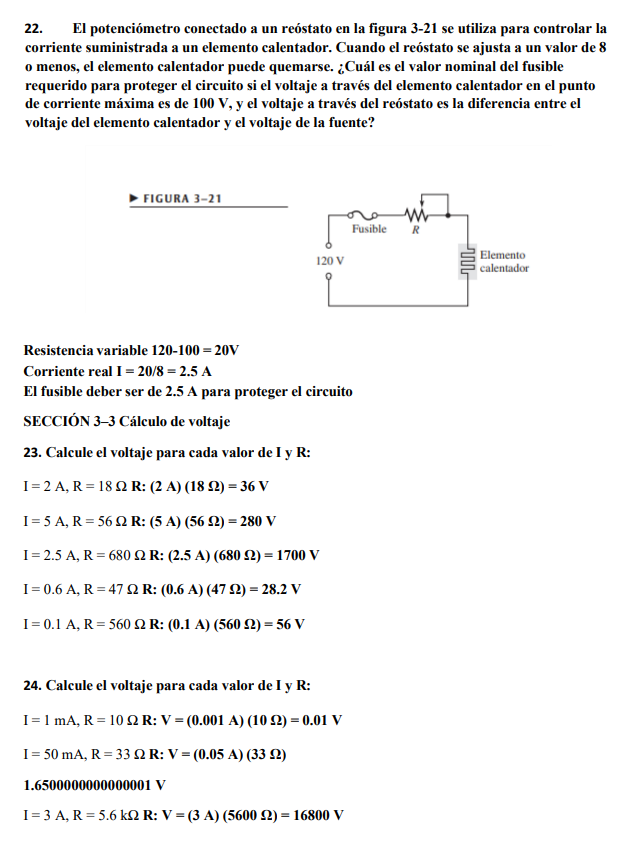 22. El potenciómetro conectado a un reóstato en la figura 3-21 se utiliza para controlar la
corriente suministrada a un elemento calentador. Cuando el reóstato se ajusta a un valor de 8
o menos, el elemento calentador puede quemarse. ¿Cuál es el valor nominal del fusible
requerido para proteger el circuito si el voltaje a través del elemento calentador en el punto
de corriente máxima es de 100 V, y el voltaje a través del reóstato es la diferencia entre el
voltaje del elemento calentador y el voltaje de la fuente?
▶ FIGURA 3–21
Fusible
R
120 V
Elemento
calentador
Resistencia variable 120-100 = 20V
Corriente real I = 20/8 = 2.5 A
El fusible deber ser de 2.5 A para proteger el circuito
SECCIÓN 3–3 Cálculo de voltaje
23. Calcule el voltaje para cada valor de I y R:
I = 2 A, R = 18 Ω R: (2 A) (18 Ω) = 36 V
I = 5 A, R = 56 Ω R: (5 A) (56 Ω) = 280 V
I = 2.5 A, R = 680 Ω R: (2.5 A) (680 Ω) = 1700 V
I = 0.6 A, R = 47 Ω R: (0.6 A) (47 Ω) = 28.2 V
I = 0.1 A, R = 560 Ω R: (0.1 A) (560 Ω) = 56 V
24. Calcule el voltaje para cada valor de I y R:
I = 1 mA, R = 10 Ω R: V = (0.001 A) (10 Ω) = 0.01 V
I = 50 mA, R = 33 Ω R: V = (0.05 A) (33 Ω)
1.6500000000000001 V
I = 3 A, R = 5.6 kΩ R: V = (3 A) (5600 Ω) = 16800 V